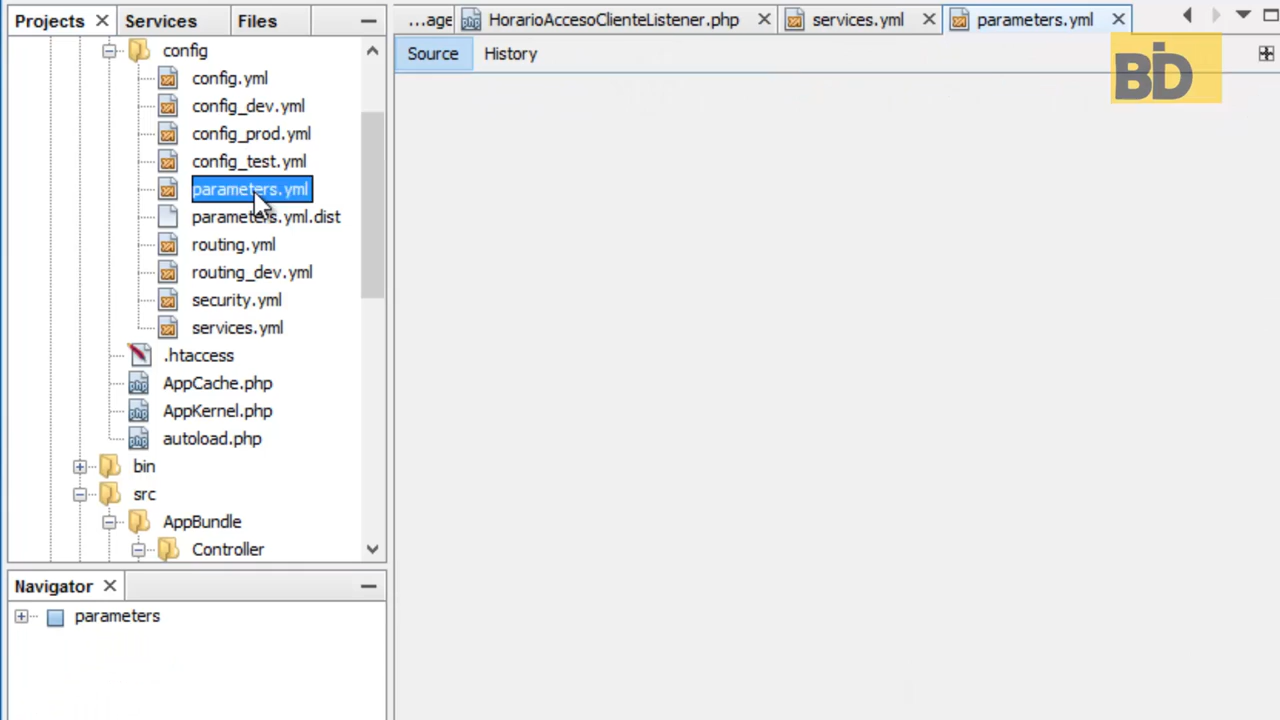 Projects Services Files
...age HorarioAccesoClienteListener.php services.yml parameters.yml
Source History
BID
config
config.yml
config_dev.yml
config_prod.yml
config_test.yml
parameters.yml
parameters.yml.dist
routing.yml
routing_dev.yml
security.yml
services.yml
.htaccess
AppCache.php
AppKernel.php
autoload.php
bin
src
AppBundle
Controller
Navigator
parameters